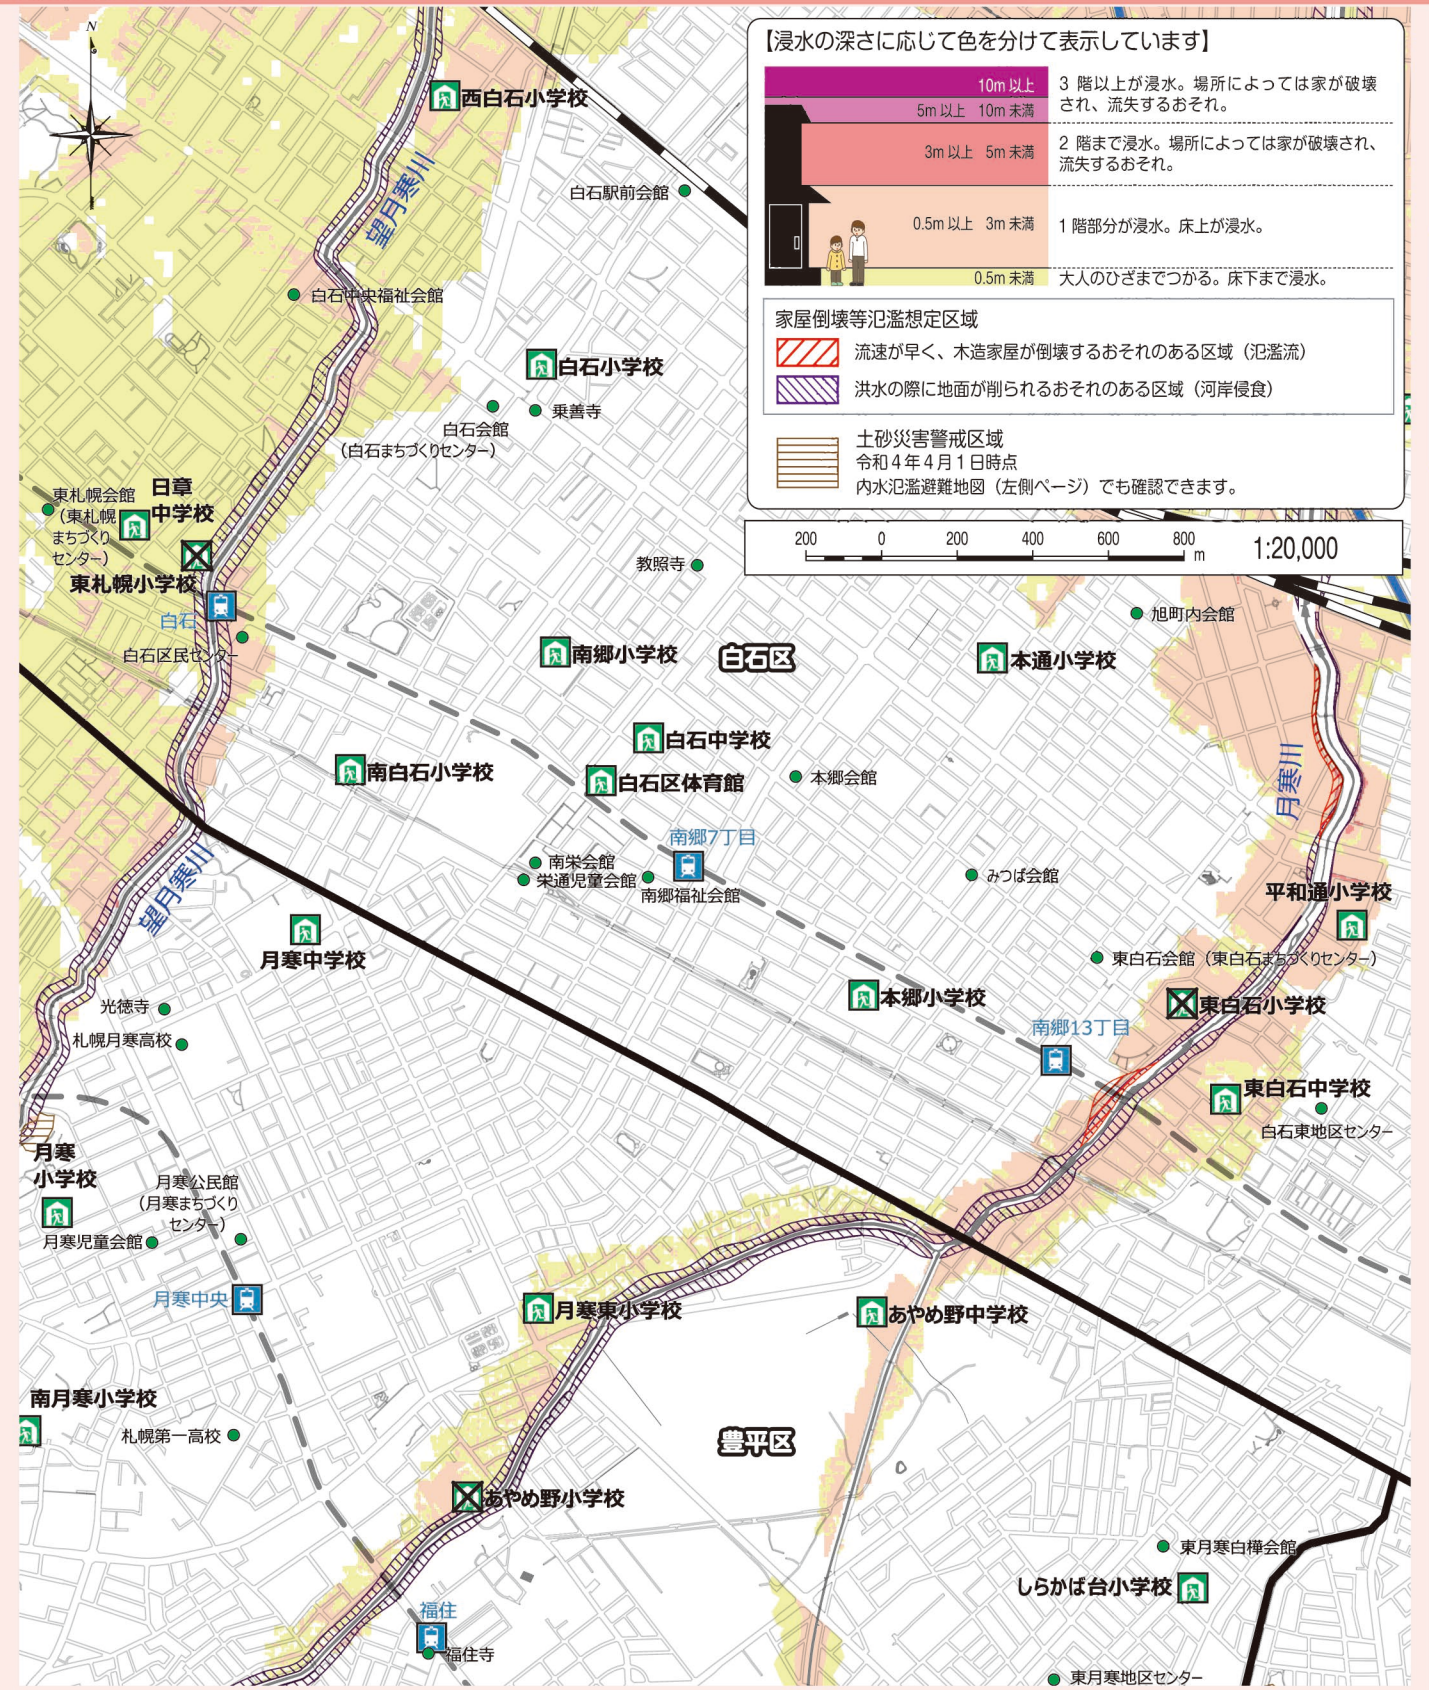 N
【浸水の深さに応じて色を分けて表示しています】
10m 以上
5m 以上 10m 未満
3m 以上 5m 未満
0.5m 以上 3m 未満
0.5m 未満
3 階以上が浸水。場所によっては家が破壊
され、流失するおそれ。
2 階まで浸水。場所によっては家が破壊され、
流失するおそれ。
1 階部分が浸水。床上が浸水。
大人のひざまでつかる。床下まで浸水。
家屋倒壊等氾濫想定区域
流速が早く、木造家屋が倒壊するおそれのある区域（氾濫流）
洪水の際に地面が削られるおそれのある区域（河岸侵食）
土砂災害警戒区域
令和４年４月１日時点
内水氾濫避難地図（左側ページ）でも確認できます。
200 0 200 400 600 800 m
1:20,000
西白石小学校
望月寒川
白石駅前会館
白石中央福祉会館
白石小学校
乗善寺
白石会館
（白石まちづくりセンター）
東札幌会館
（東札幌
まちづくり
センター）
日章
中学校
東札幌小学校
白石
白石区民センター
教照寺
旭町内会館
南郷小学校
白石区
本通小学校
白石中学校
南白石小学校
白石区体育館
本郷会館
月寒川
南郷7丁目
南栄会館
栄通児童会館
南郷福祉会館
みつば会館
望月寒川
平和通小学校
月寒中学校
東白石会館（東白石まちづくりセンター）
本郷小学校
東白石小学校
光徳寺
南郷13丁目
札幌月寒高校
東白石中学校
白石東地区センター
月寒
小学校
月寒公民館
（月寒まちづくり
センター）
月寒児童会館
月寒中央
月寒東小学校
あやめ野中学校
南月寒小学校
札幌第一高校
豊平区
あやめ野小学校
東月寒白樺会館
しらかば台小学校
福住
福住寺
東月寒地区センター